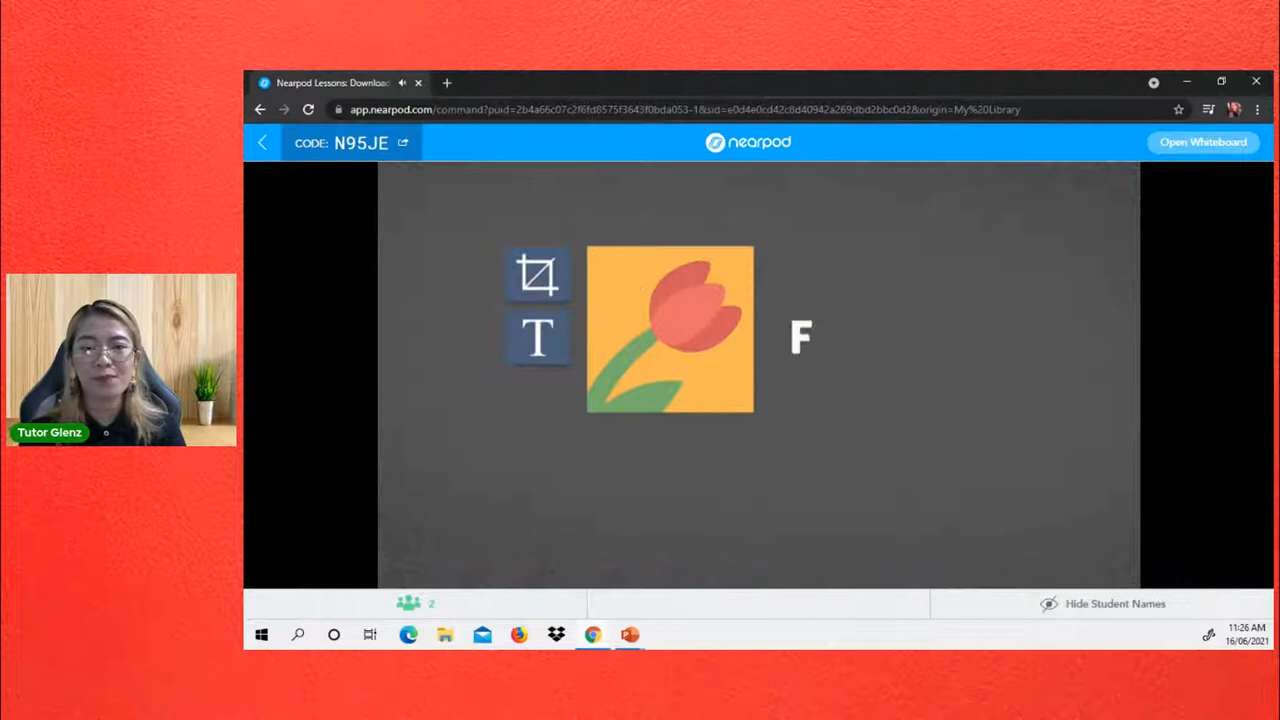 Nearpod Lessons: Download
app.nearpod.com/command?puid=2b4a66c07c2f6fd8575f3643f0bda053-1&sid=e0d4e0cd42c8d40942a269dbd2bbc0d2&origin=My%20Library
CODE: N95JE
nearpod
Open Whiteboard
T
F
Tutor Glenz
2
Hide Student Names
11:26 AM
16/06/2021